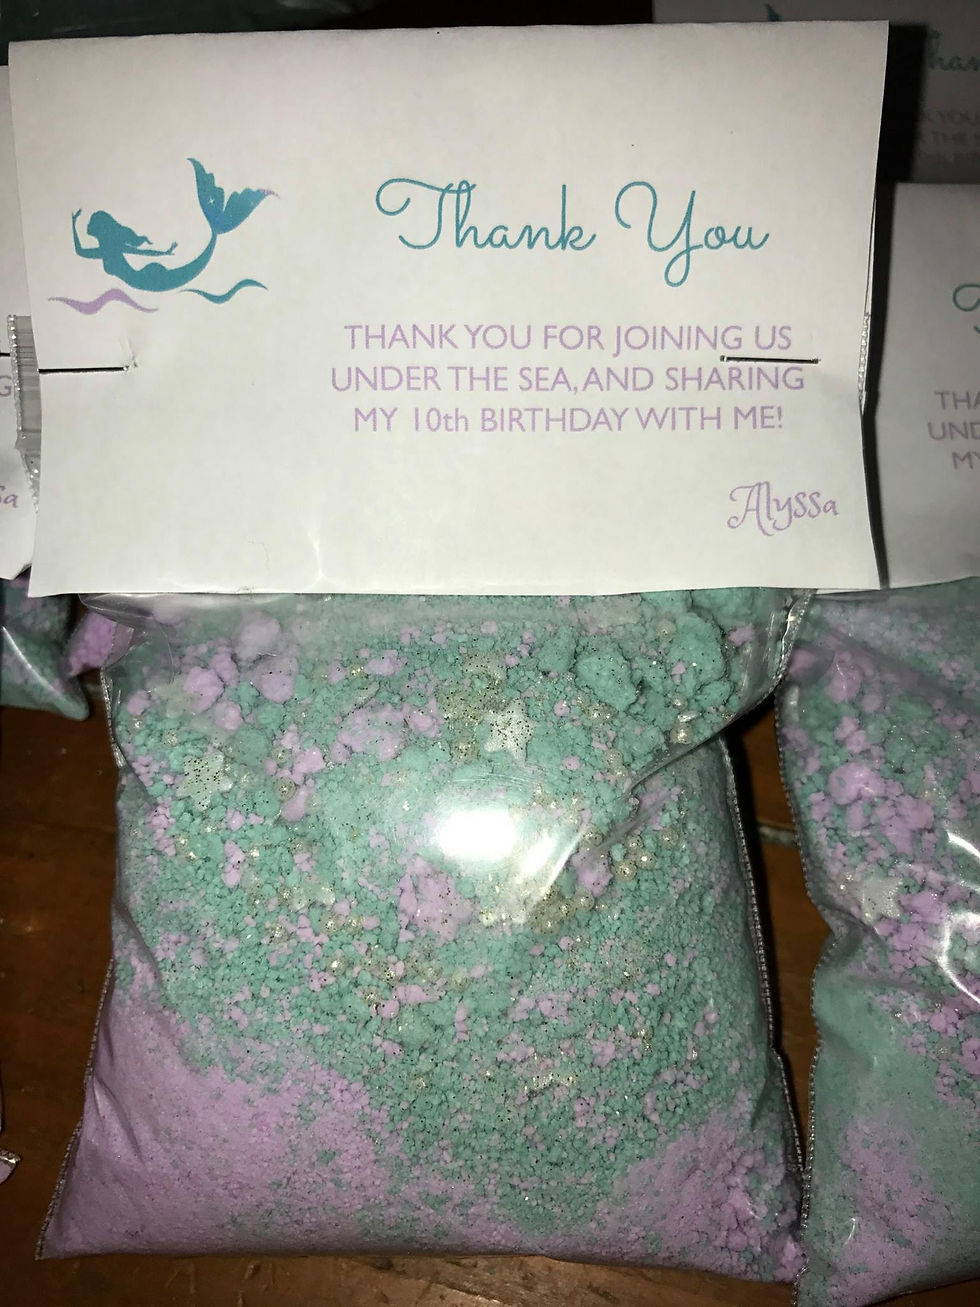 Thank You
THANK YOU FOR JOINING US
UNDER THE SEA, AND SHARING
MY 10th BIRTHDAY WITH ME!
Alyssa